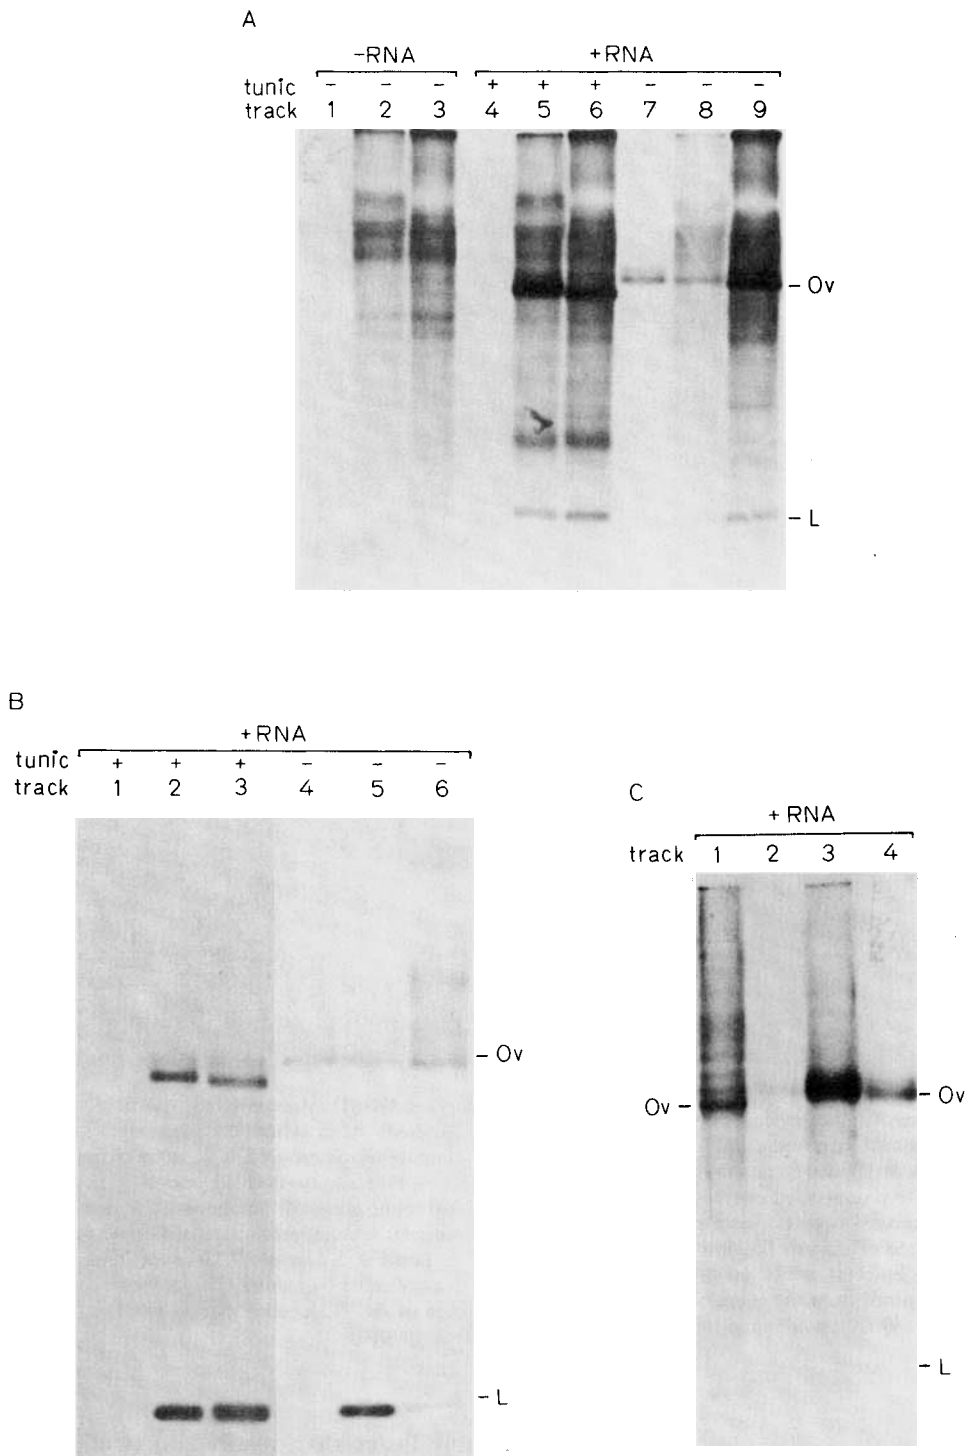 A
-RNA +RNA
tunic - - - + + + - - -
track 1 2 3 4 5 6 7 8 9
- Ov
- L
B
+RNA
tunic + + + - - -
track 1 2 3 4 5 6
- Ov
- L
C
+ RNA
track 1 2 3 4
Ov - - Ov
- L